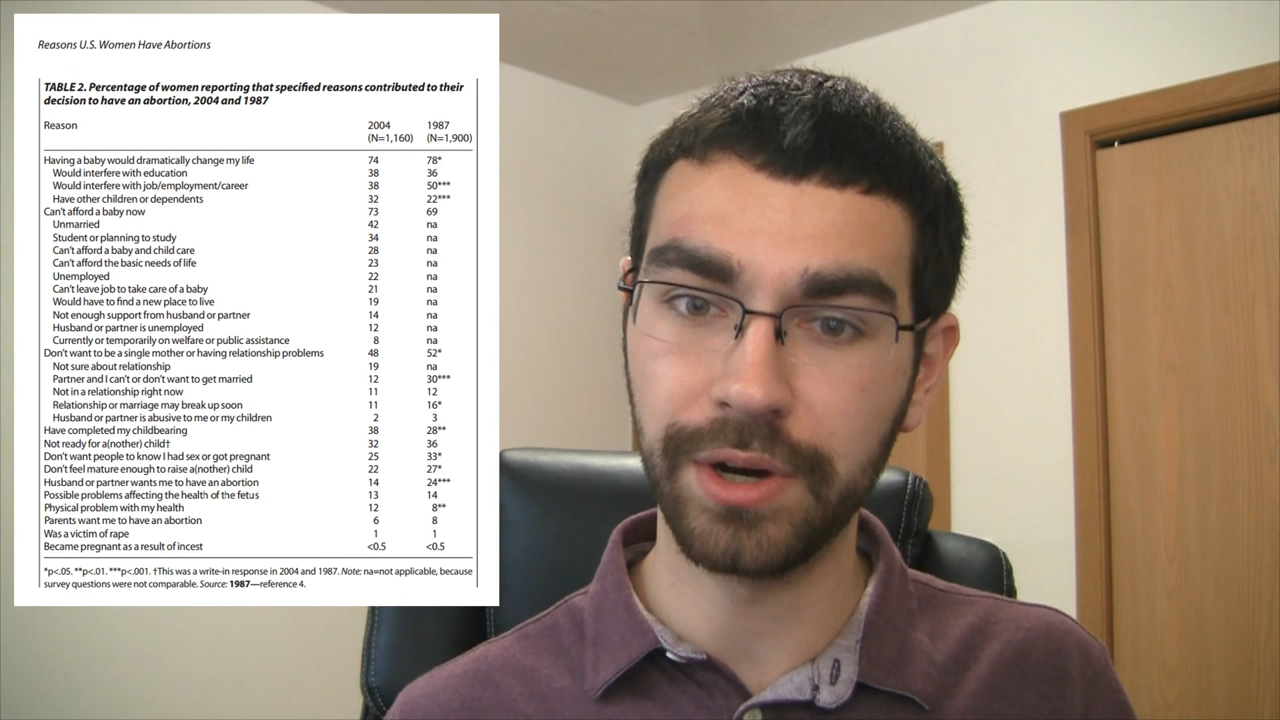 Reasons U.S. Women Have Abortions
TABLE 2. Percentage of women reporting that specified reasons contributed to their
decision to have an abortion, 2004 and 1987
Reason 2004 1987
(N=1,160) (N=1,900)
Having a baby would dramatically change my life 74 78*
Would interfere with education 38 36
Would interfere with job/employment/career 38 50***
Have other children or dependents 32 22***
Can't afford a baby now 73 69
Unmarried 42 na
Student or planning to study 34 na
Can't afford a baby and child care 28 na
Can't afford the basic needs of life 23 na
Unemployed 22 na
Can't leave job to take care of a baby 21 na
Would have to find a new place to live 19 na
Not enough support from husband or partner 14 na
Husband or partner is unemployed 12 na
Currently or temporarily on welfare or public assistance 8 na
Don't want to be a single mother or having relationship problems 48 52*
Not sure about relationship 19 na
Partner and I can't or don't want to get married 12 30***
Not in a relationship right now 11 12
Relationship or marriage may break up soon 11 16*
Husband or partner is abusive to me or my children 2 3
Have completed my childbearing 38 28**
Not ready for a(nother) child† 32 36
Don't want people to know I had sex or got pregnant 25 33*
Don't feel mature enough to raise a(nother) child 22 27*
Husband or partner wants me to have an abortion 14 24***
Possible problems affecting the health of the fetus 13 14
Physical problem with my health 12 8**
Parents want me to have an abortion 6 8
Was a victim of rape 1 1
Became pregnant as a result of incest <0.5 <0.5
*p<.05. **p<.01. ***p<.001. †This was a write-in response in 2004 and 1987. Note: na=not applicable, because
survey questions were not comparable. Source: 1987—reference 4.